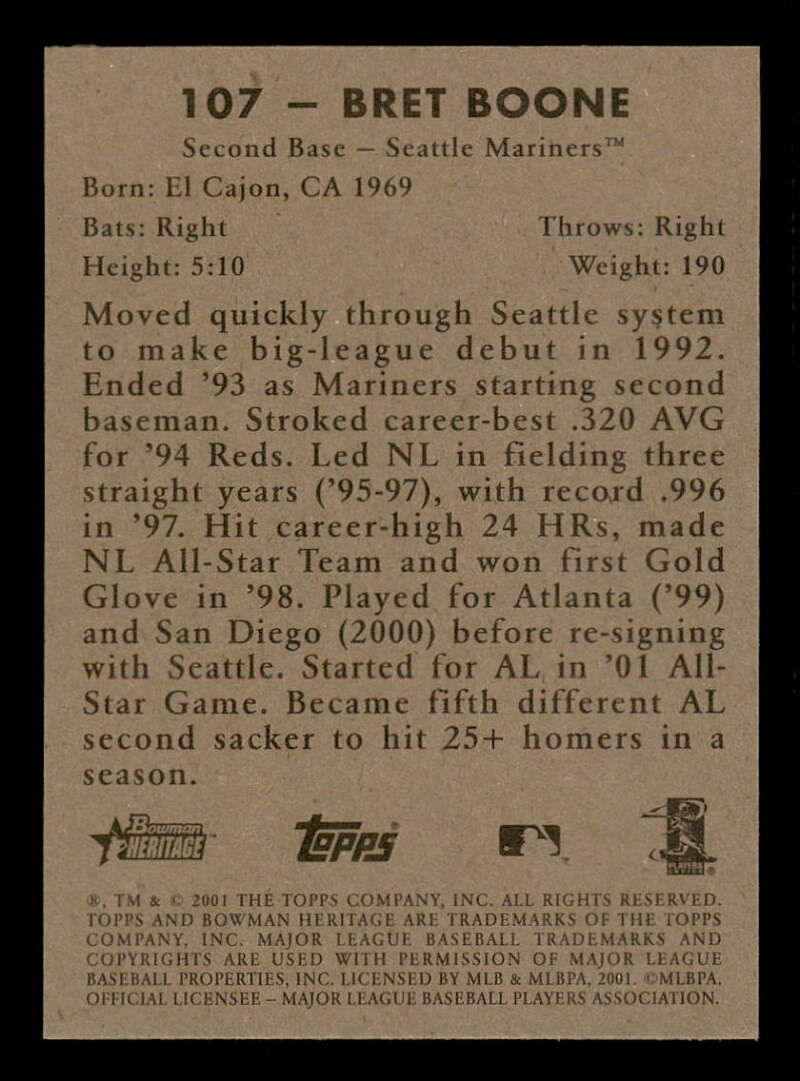 107 – BRET BOONE
Second Base – Seattle Mariners™
Born: El Cajon, CA 1969
Bats: Right Throws: Right
Height: 5:10 Weight: 190
Moved quickly through Seattle system
to make big-league debut in 1992.
Ended ’93 as Mariners starting second
baseman. Stroked career-best .320 AVG
for ’94 Reds. Led NL in fielding three
straight years (’95-97), with record .996
in ’97. Hit career-high 24 HRs, made
NL All-Star Team and won first Gold
Glove in ’98. Played for Atlanta (’99)
and San Diego (2000) before re-signing
with Seattle. Started for AL in ’01 All-
Star Game. Became fifth different AL
second sacker to hit 25+ homers in a
season.
Bowman HERITAGE topps
®, TM & © 2001 THE TOPPS COMPANY, INC. ALL RIGHTS RESERVED.
TOPPS AND BOWMAN HERITAGE ARE TRADEMARKS OF THE TOPPS
COMPANY, INC. MAJOR LEAGUE BASEBALL TRADEMARKS AND
COPYRIGHTS ARE USED WITH PERMISSION OF MAJOR LEAGUE
BASEBALL PROPERTIES, INC. LICENSED BY MLB & MLBPA, 2001. ©MLBPA,
OFFICIAL LICENSEE – MAJOR LEAGUE BASEBALL PLAYERS ASSOCIATION.